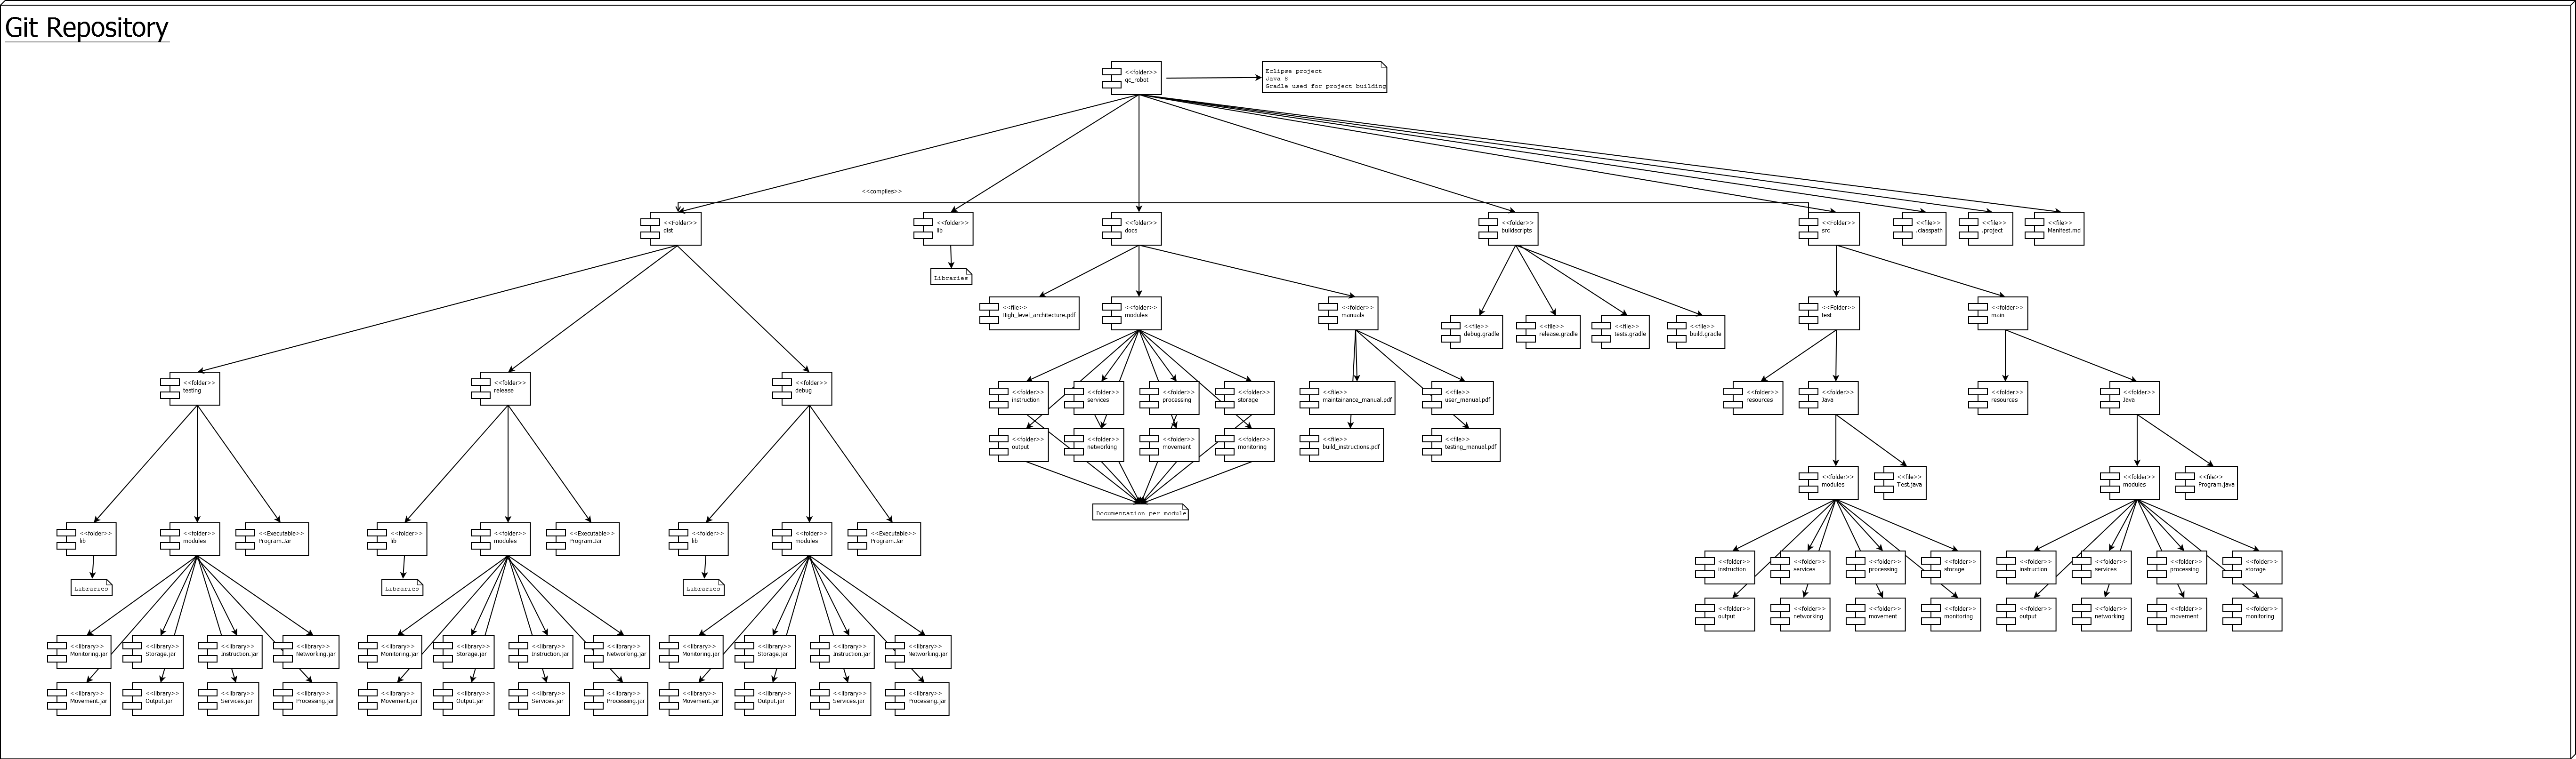 Git Repository
<<folder>>
qc_robot
Eclipse project
Java 8
Gradle used for project building
<<compiles>>
<<Folder>>
dist
<<folder>>
lib
<<folder>>
docs
<<folder>>
buildscripts
<<Folder>>
src
<<file>>
.classpath
<<file>>
.project
<<file>>
Manifest.md
Libraries
<<file>>
High_level_architecture.pdf
<<folder>>
modules
<<folder>>
manuals
<<file>>
debug.gradle
<<file>>
release.gradle
<<file>>
tests.gradle
<<file>>
build.gradle
<<Folder>>
test
<<folder>>
main
<<folder>>
testing
<<folder>>
release
<<folder>>
debug
<<folder>>
instruction
<<folder>>
services
<<folder>>
processing
<<folder>>
storage
<<file>>
maintainance_manual.pdf
<<file>>
user_manual.pdf
<<folder>>
resources
<<folder>>
Java
<<folder>>
resources
<<folder>>
Java
<<folder>>
output
<<folder>>
networking
<<folder>>
movement
<<folder>>
monitoring
<<file>>
build_instructions.pdf
<<file>>
testing_manual.pdf
<<folder>>
modules
<<file>>
Test.java
<<folder>>
modules
<<file>>
Program.java
Documentation per module
<<folder>>
lib
<<folder>>
modules
<<Executable>>
Program.Jar
<<folder>>
lib
<<folder>>
modules
<<Executable>>
Program.Jar
<<folder>>
lib
<<folder>>
modules
<<Executable>>
Program.Jar
<<folder>>
instruction
<<folder>>
services
<<folder>>
processing
<<folder>>
storage
<<folder>>
instruction
<<folder>>
services
<<folder>>
processing
<<folder>>
storage
Libraries
Libraries
Libraries
<<folder>>
output
<<folder>>
networking
<<folder>>
movement
<<folder>>
monitoring
<<folder>>
output
<<folder>>
networking
<<folder>>
movement
<<folder>>
monitoring
<<library>>
Monitoring.jar
<<library>>
Storage.jar
<<library>>
Instruction.jar
<<library>>
Networking.jar
<<library>>
Monitoring.jar
<<library>>
Storage.jar
<<library>>
Instruction.jar
<<library>>
Networking.jar
<<library>>
Monitoring.jar
<<library>>
Storage.jar
<<library>>
Instruction.jar
<<library>>
Networking.jar
<<library>>
Movement.jar
<<library>>
Output.jar
<<library>>
Services.jar
<<library>>
Processing.jar
<<library>>
Movement.jar
<<library>>
Output.jar
<<library>>
Services.jar
<<library>>
Processing.jar
<<library>>
Movement.jar
<<library>>
Output.jar
<<library>>
Services.jar
<<library>>
Processing.jar